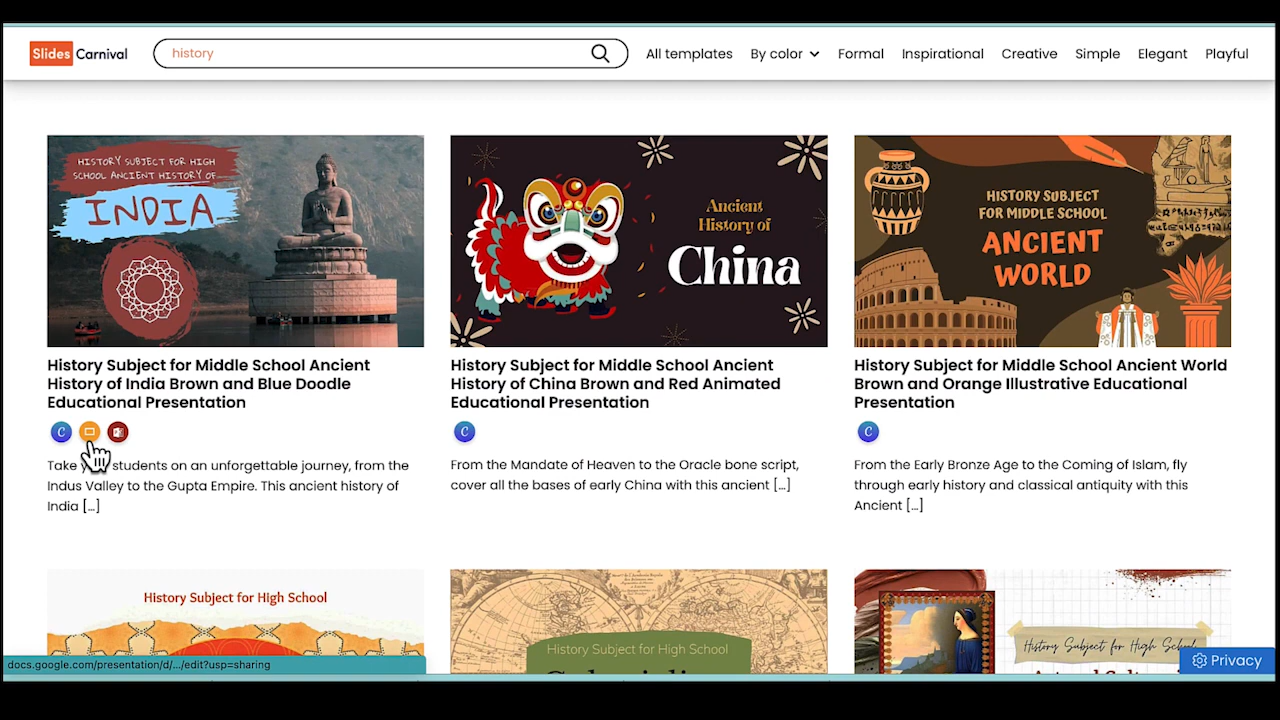 Slides Carnival
history
All templates
By color
Formal
Inspirational
Creative
Simple
Elegant
Playful
HISTORY SUBJECT FOR HIGH
SCHOOL ANCIENT HISTORY OF
INDIA
Ancient
History of
China
HISTORY SUBJECT
FOR MIDDLE SCHOOL
ANCIENT
WORLD
History Subject for Middle School Ancient
History of India Brown and Blue Doodle
Educational Presentation
C
P
Take students on an unforgettable journey, from the
Indus Valley to the Gupta Empire. This ancient history of
India [...]
History Subject for Middle School Ancient
History of China Brown and Red Animated
Educational Presentation
C
From the Mandate of Heaven to the Oracle bone script,
cover all the bases of early China with this ancient [...]
History Subject for Middle School Ancient World
Brown and Orange Illustrative Educational
Presentation
C
From the Early Bronze Age to the Coming of Islam, fly
through early history and classical antiquity with this
Ancient [...]
History Subject for High School
History Subject for High School
History Subject for High School
docs.google.com/presentation/d/.../edit?usp=sharing
Privacy